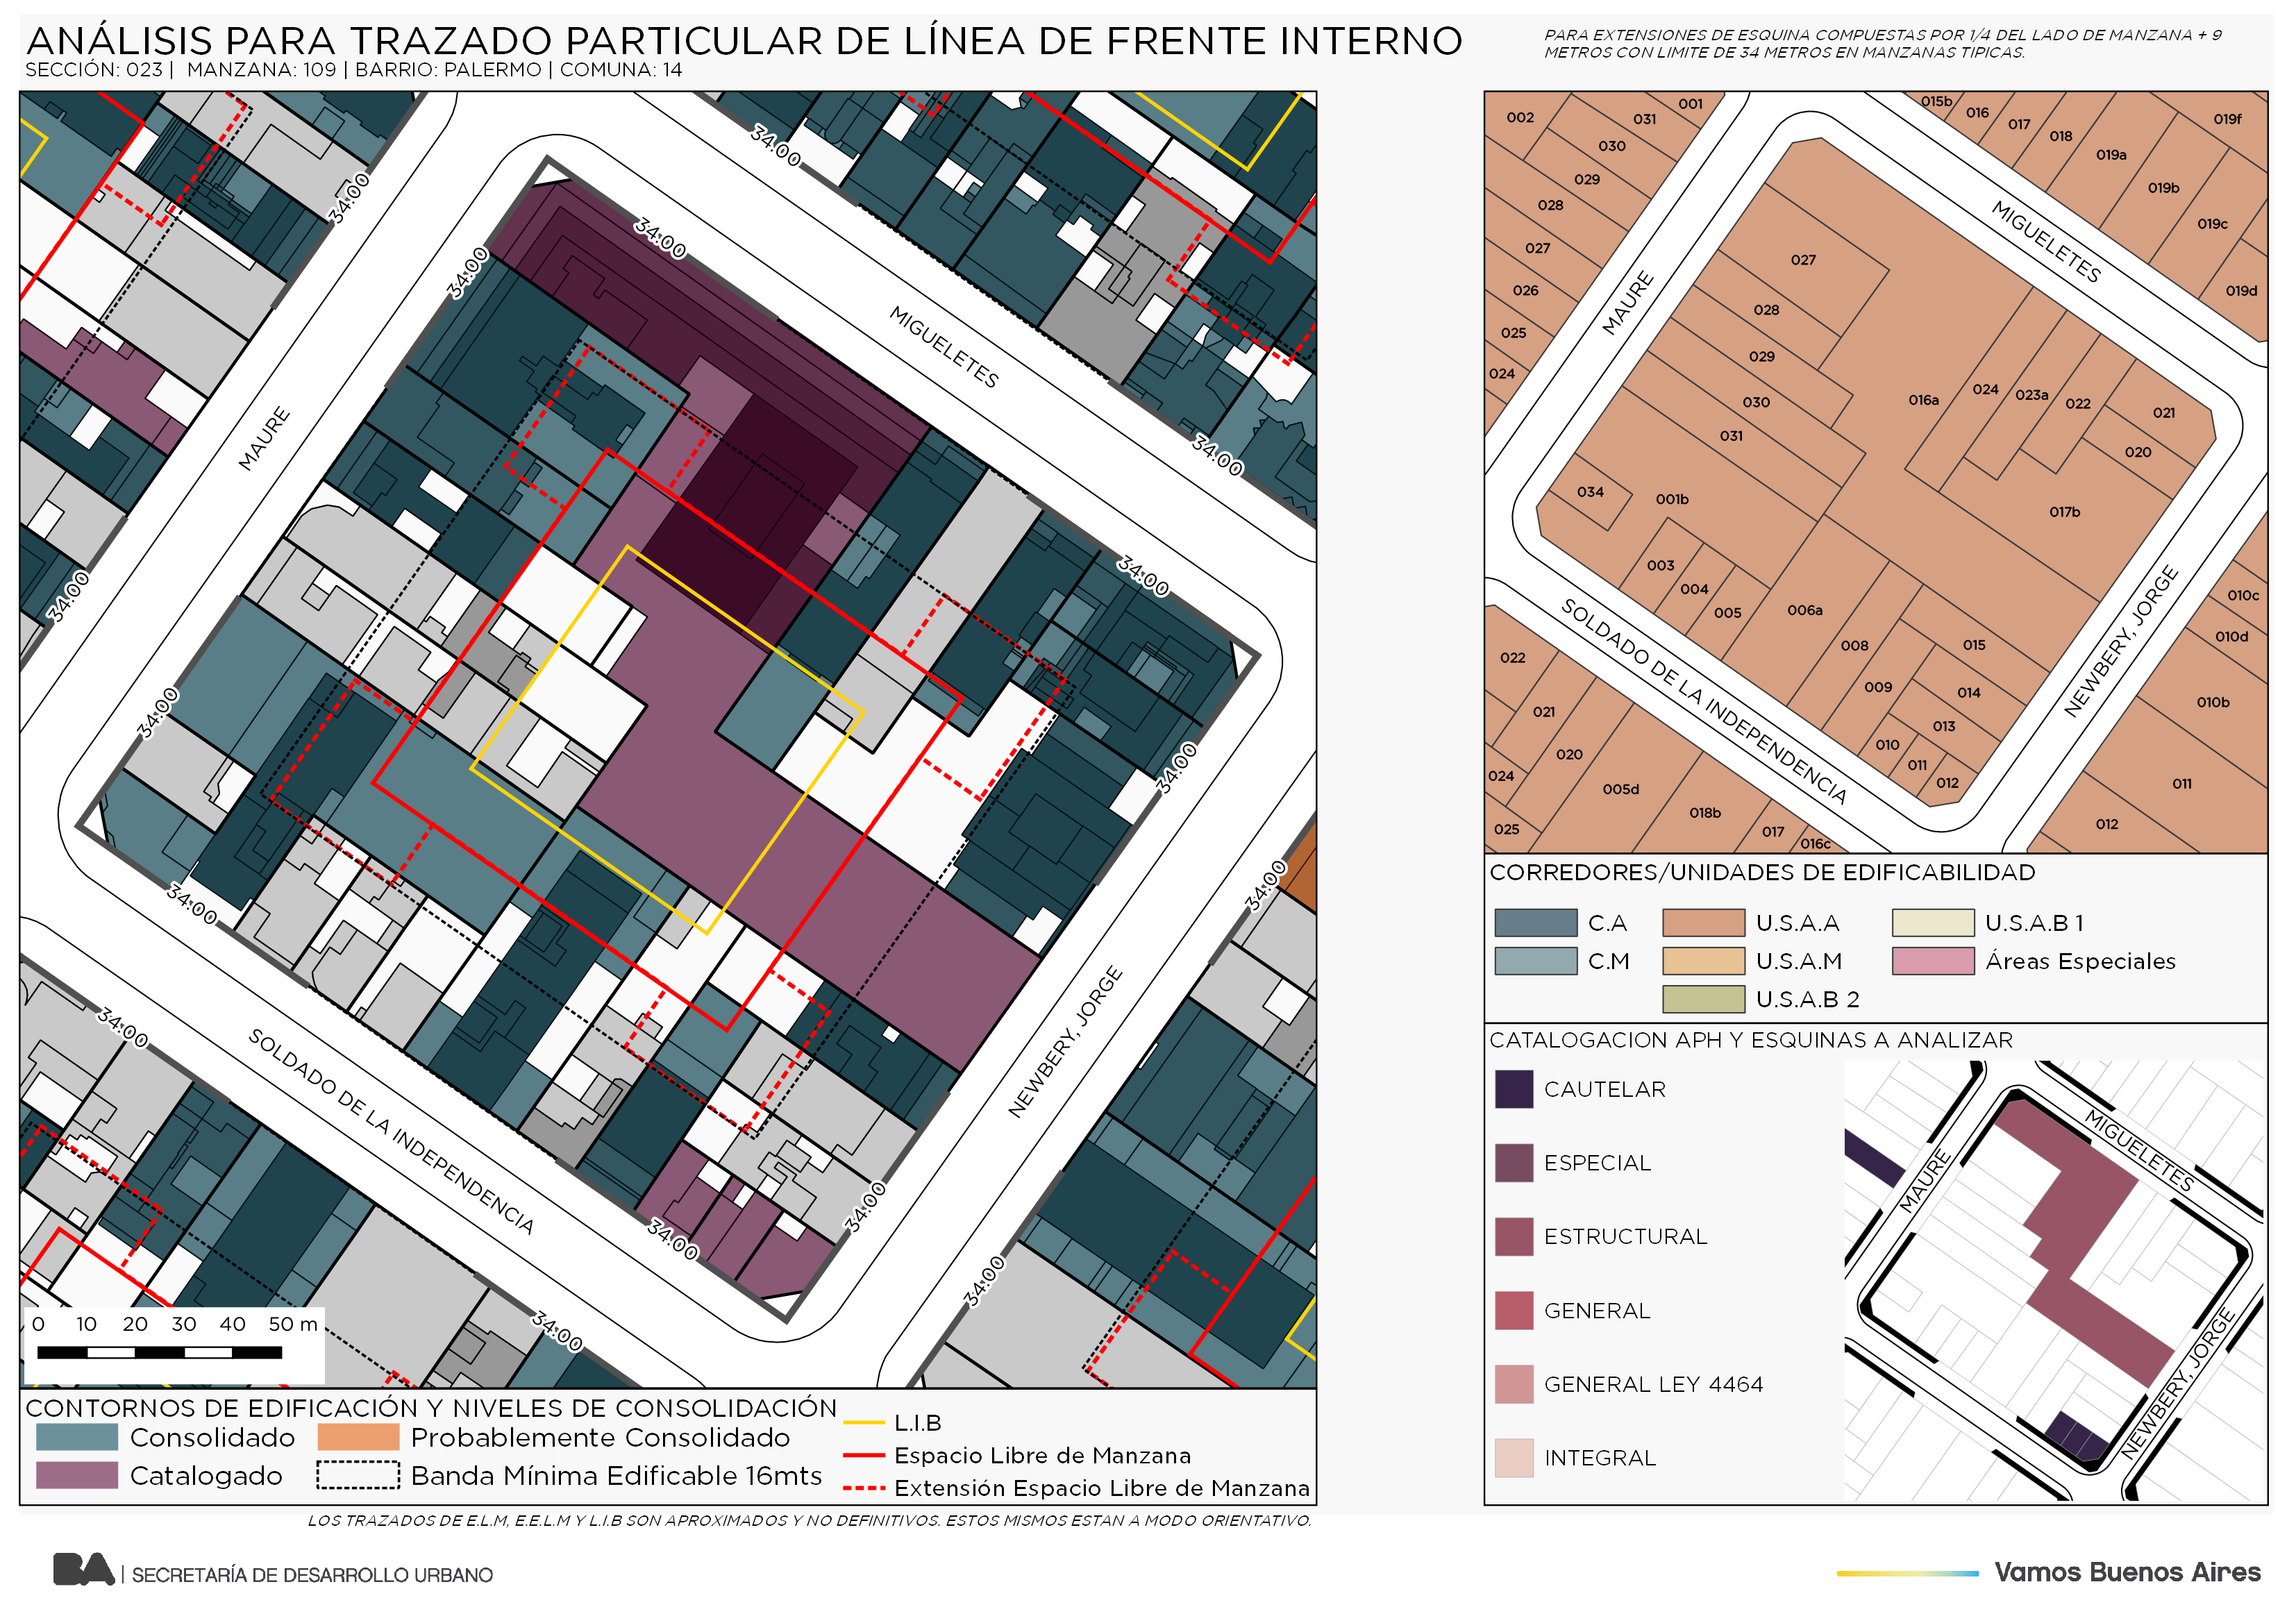 ANÁLISIS PARA TRAZADO PARTICULAR DE LÍNEA DE FRENTE INTERNO
SECCIÓN: 023 | MANZANA: 109 | BARRIO: PALERMO | COMUNA: 14
PARA EXTENSIONES DE ESQUINA COMPUESTAS POR 1/4 DEL LADO DE MANZANA + 9
METROS CON LIMITE DE 34 METROS EN MANZANAS TIPICAS.
34:00
34:00
34:00
34:00
MIGUELETES
MAURE
34:00
34:00
34:00
34:00
34:00
34:00
34:00
34:00
SOLDADO DE LA INDEPENDENCIA
NEWBERY, JORGE
34:00
34:00
34:00
34:00
0 10 20 30 40 50 m
CONTORNOS DE EDIFICACIÓN Y NIVELES DE CONSOLIDACIÓN
Consolidado
Probablemente Consolidado
Catalogado
Banda Mínima Edificable 16mts
L.I.B
Espacio Libre de Manzana
Extensión Espacio Libre de Manzana
LOS TRAZADOS DE E.L.M, E.E.L.M Y L.I.B SON APROXIMADOS Y NO DEFINITIVOS. ESTOS MISMOS ESTAN A MODO ORIENTATIVO.
002
001
031
030
029
028
027
026
025
024
015b
016
017
018
019a
019b
019c
019d
019f
MIGUELETES
MAURE
027
028
029
030
031
016a
024
023a
022
021
020
017b
034
001b
003
004
005
006a
008
009
010
011
012
013
014
015
SOLDADO DE LA INDEPENDENCIA
NEWBERY, JORGE
022
021
020
024
025
005d
018b
017
016c
010c
010d
010b
011
012
CORREDORES/UNIDADES DE EDIFICABILIDAD
C.A
U.S.A.A
U.S.A.B 1
C.M
U.S.A.M
Áreas Especiales
U.S.A.B 2
CATALOGACION APH Y ESQUINAS A ANALIZAR
CAUTELAR
ESPECIAL
ESTRUCTURAL
GENERAL
GENERAL LEY 4464
INTEGRAL
MIGUELETES
MAURE
NEWBERY, JORGE
BA | SECRETARÍA DE DESARROLLO URBANO
Vamos Buenos Aires